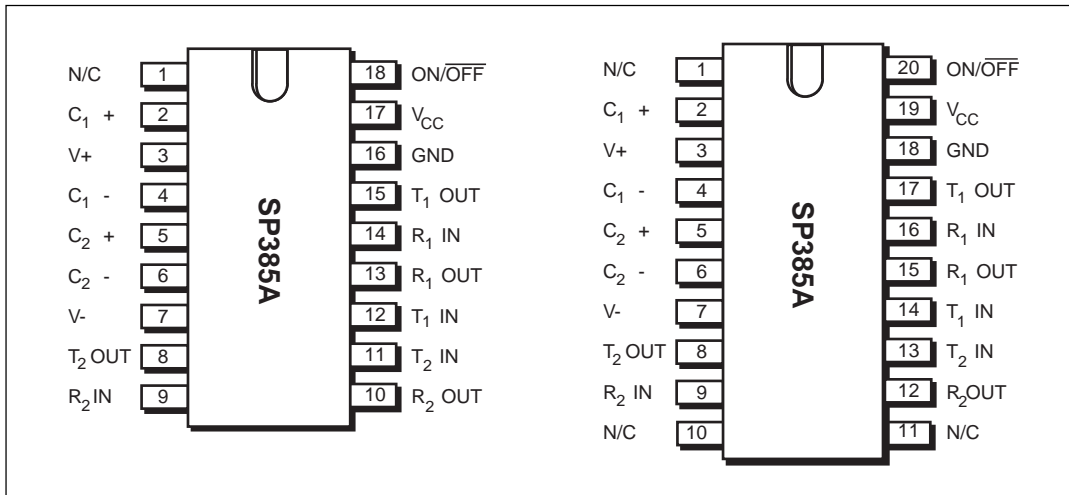 N/C 1
C1 + 2
V+ 3
C1 - 4
C2 + 5
C2 - 6
V- 7
T2 OUT 8
R2 IN 9
SP385A
18 ON/OFF
17 VCC
16 GND
15 T1 OUT
14 R1 IN
13 R1 OUT
12 T1 IN
11 T2 IN
10 R2 OUT
N/C 1
C1 + 2
V+ 3
C1 - 4
C2 + 5
C2 - 6
V- 7
T2 OUT 8
R2 IN 9
N/C 10
SP385A
20 ON/OFF
19 VCC
18 GND
17 T1 OUT
16 R1 IN
15 R1 OUT
14 T1 IN
13 T2 IN
12 R2OUT
11 N/C